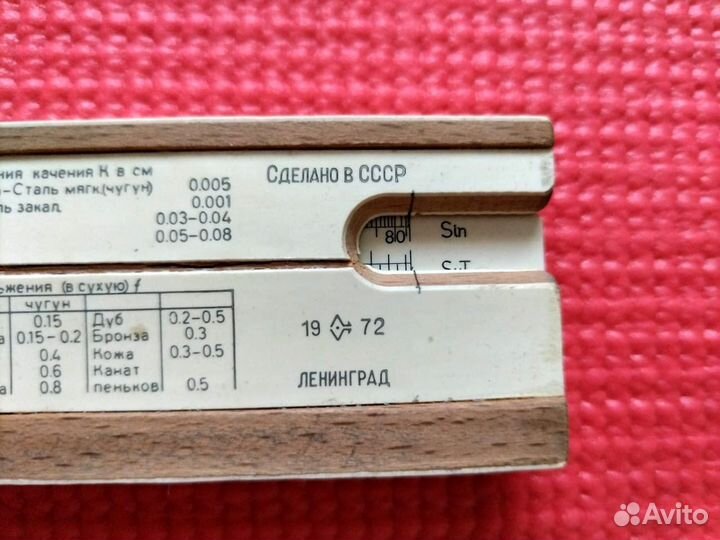 ния качения К в см
Сталь мягк.(чугун) 0.005
ль закал. 0.001
0.03-0.04
0.05-0.08
СДЕЛАНО В СССР
80
Sin
S.T
жения (в сухую) f
чугун
0.15 Дуб 0.2-0.5
а 0.15-0.2 Бронза 0.3
0.4 Кожа 0.3-0.5
0.6 Канат
а 0.8 пеньков 0.5
19 72
ЛЕНИНГРАД
Avito